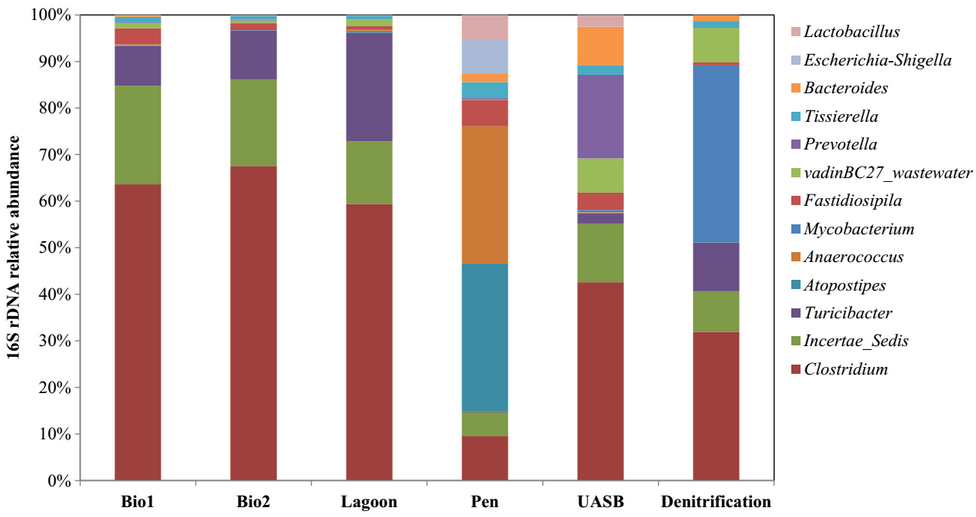 16S rDNA relative abundance
100%
90%
80%
70%
60%
50%
40%
30%
20%
10%
0%
Bio1 Bio2 Lagoon Pen UASB Denitrification
Lactobacillus
Escherichia-Shigella
Bacteroides
Tissierella
Prevotella
vadinBC27_wastewater
Fastidiosipila
Mycobacterium
Anaerococcus
Atopostipes
Turicibacter
Incertae_Sedis
Clostridium